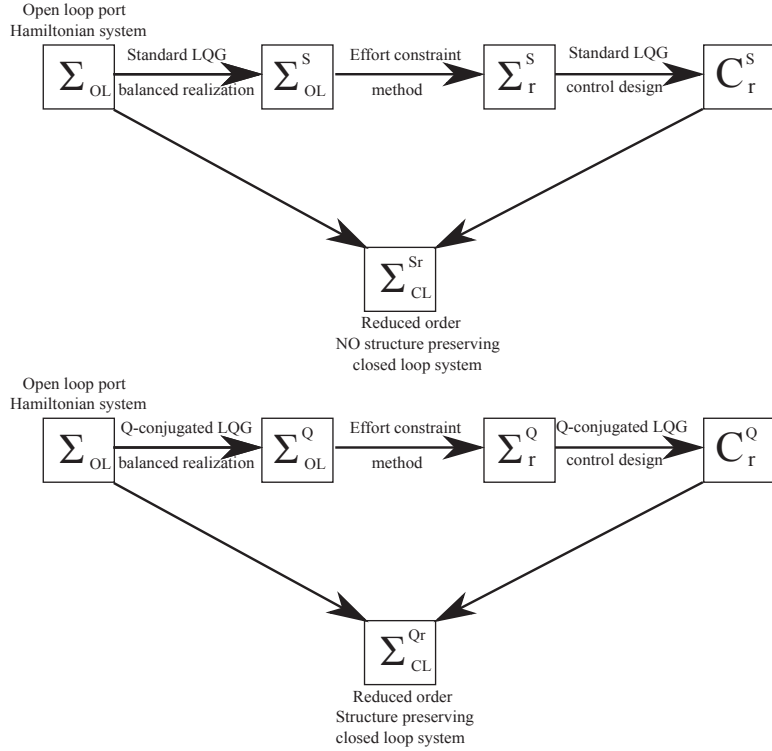 Open loop port
Hamiltonian system
Standard LQG
balanced realization
Effort constraint
method
Standard LQG
control design
Σ OL
Σ S OL
Σ S r
C S r
Σ Sr CL
Reduced order
NO structure preserving
closed loop system
Open loop port
Hamiltonian system
Q-conjugated LQG
balanced realization
Effort constraint
method
Q-conjugated LQG
control design
Σ OL
Σ Q OL
Σ Q r
C Q r
Σ Qr CL
Reduced order
Structure preserving
closed loop system